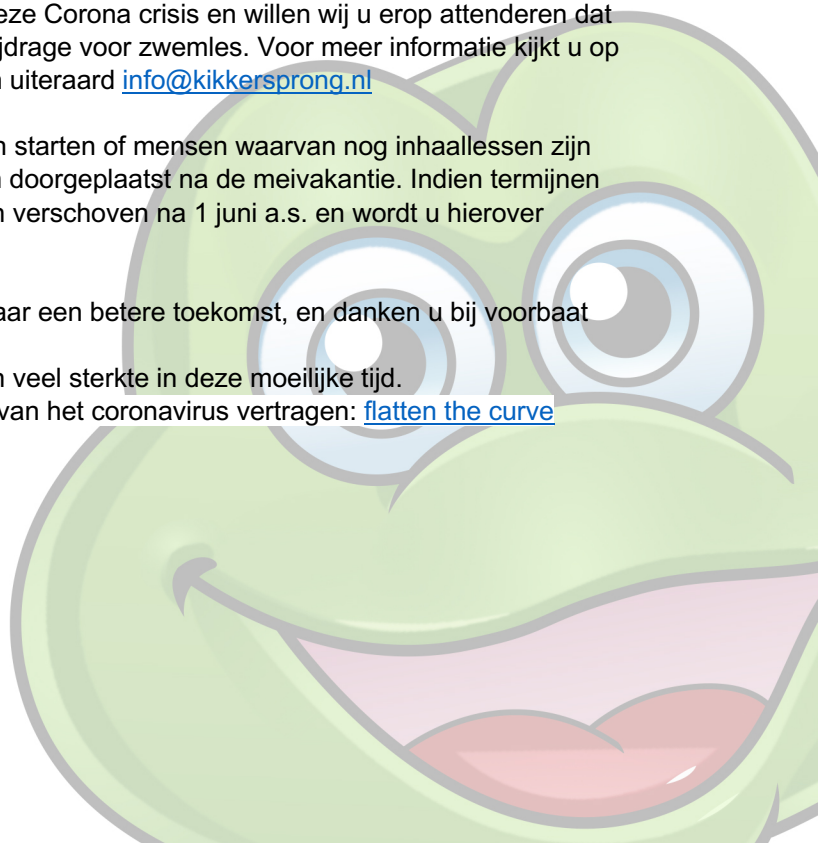 eze Corona crisis en willen wij u erop attenderen dat
ijdrage voor zwemles. Voor meer informatie kijkt u op
n uiteraard info@kikkersprong.nl
n starten of mensen waarvan nog inhaallessen zijn
n doorgeplaatst na de meivakantie. Indien termijnen
n verschoven na 1 juni a.s. en wordt u hierover
aar een betere toekomst, en danken u bij voorbaat
n veel sterkte in deze moeilijke tijd.
van het coronavirus vertragen: flatten the curve